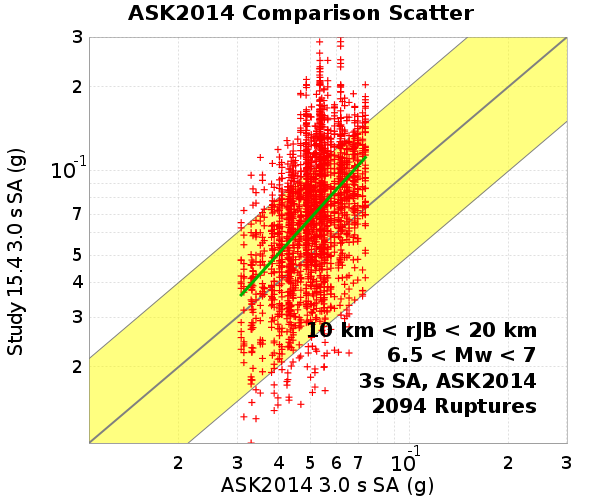 ASK2014 Comparison Scatter
3
2
10-1
7
5
4
3
2
Study 15.4 3.0 s SA (g)
10 km < rJB < 20 km
6.5 < Mw < 7
3s SA, ASK2014
2094 Ruptures
2 3 4 5 6 7 10-1 2 3
ASK2014 3.0 s SA (g)